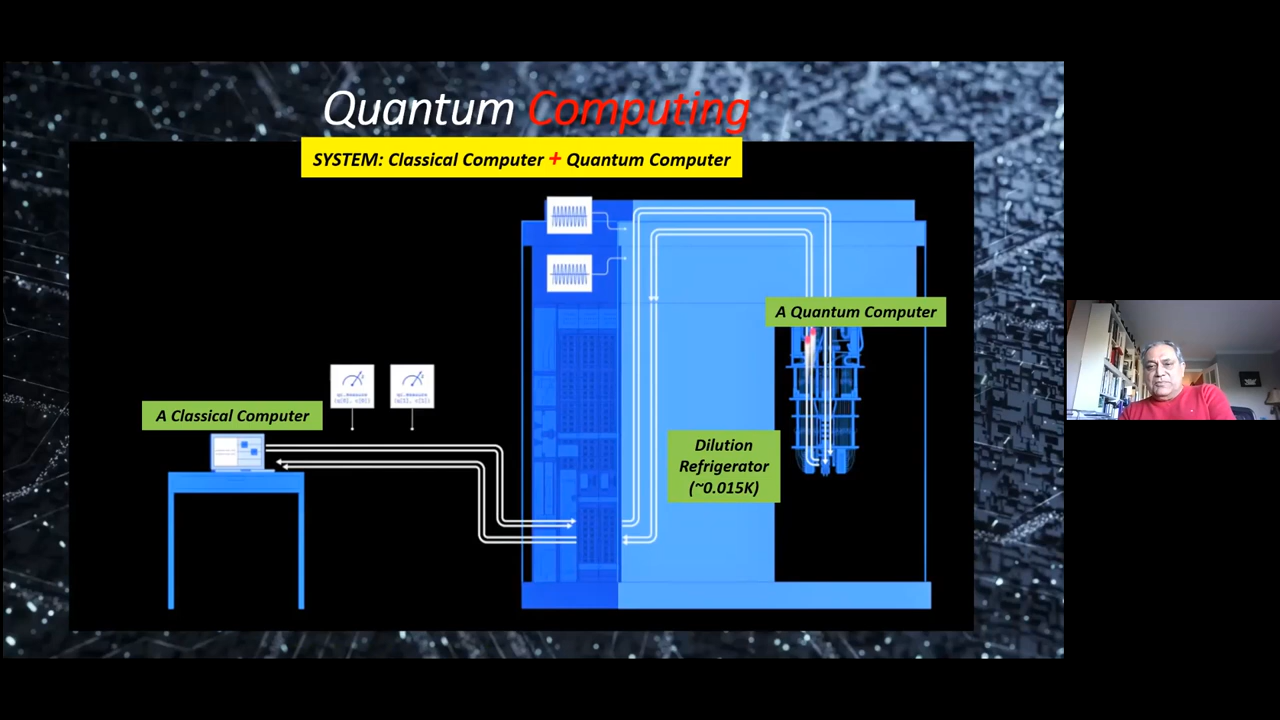 Quantum Computing
SYSTEM: Classical Computer + Quantum Computer
A Quantum Computer
A Classical Computer
Dilution
Refrigerator
(~0.015K)